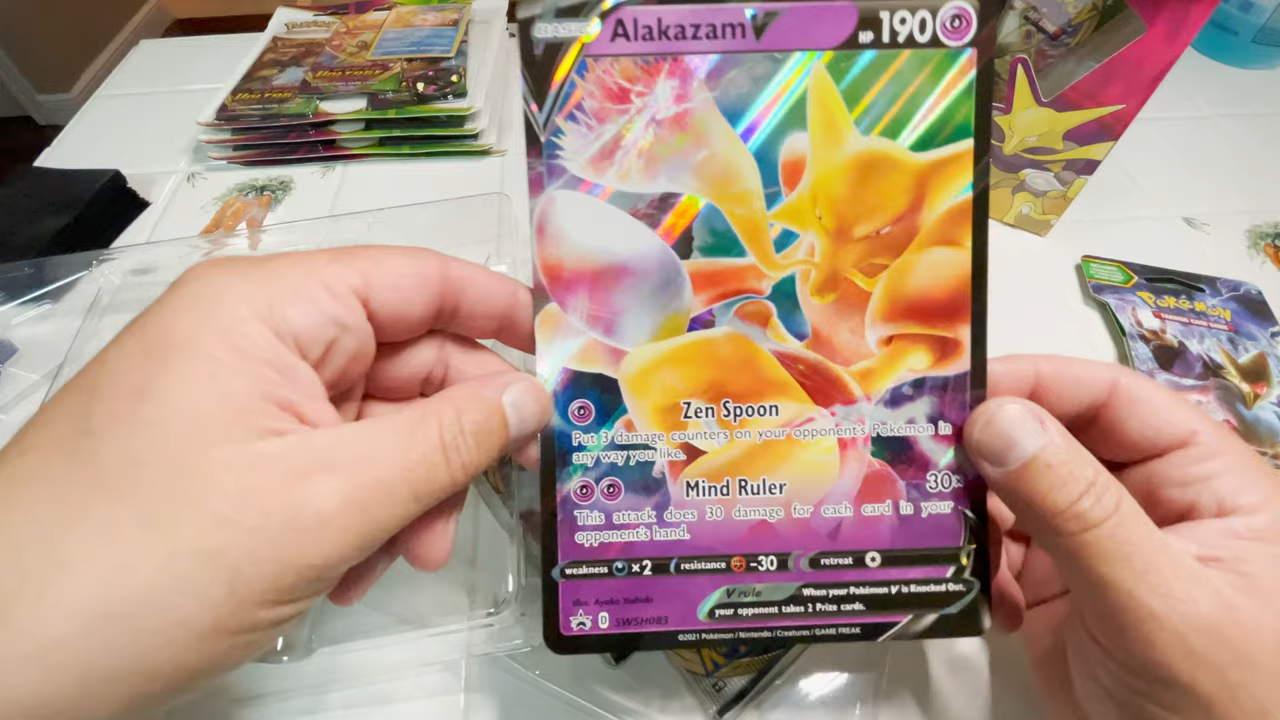 BASIC
Alakazam V
HP 190
Zen Spoon
Put 3 damage counters on your opponent's Pokémon in
any way you like.
Mind Ruler
30×
This attack does 30 damage for each card in your
opponent's hand.
weakness ×2 resistance -30 retreat
V rule When your Pokémon V is Knocked Out,
your opponent takes 2 Prize cards.
illus.
D SWSH083
©2021 Pokémon / Nintendo / Creatures / GAME FREAK
POKÉMON
TRADING CARD GAME